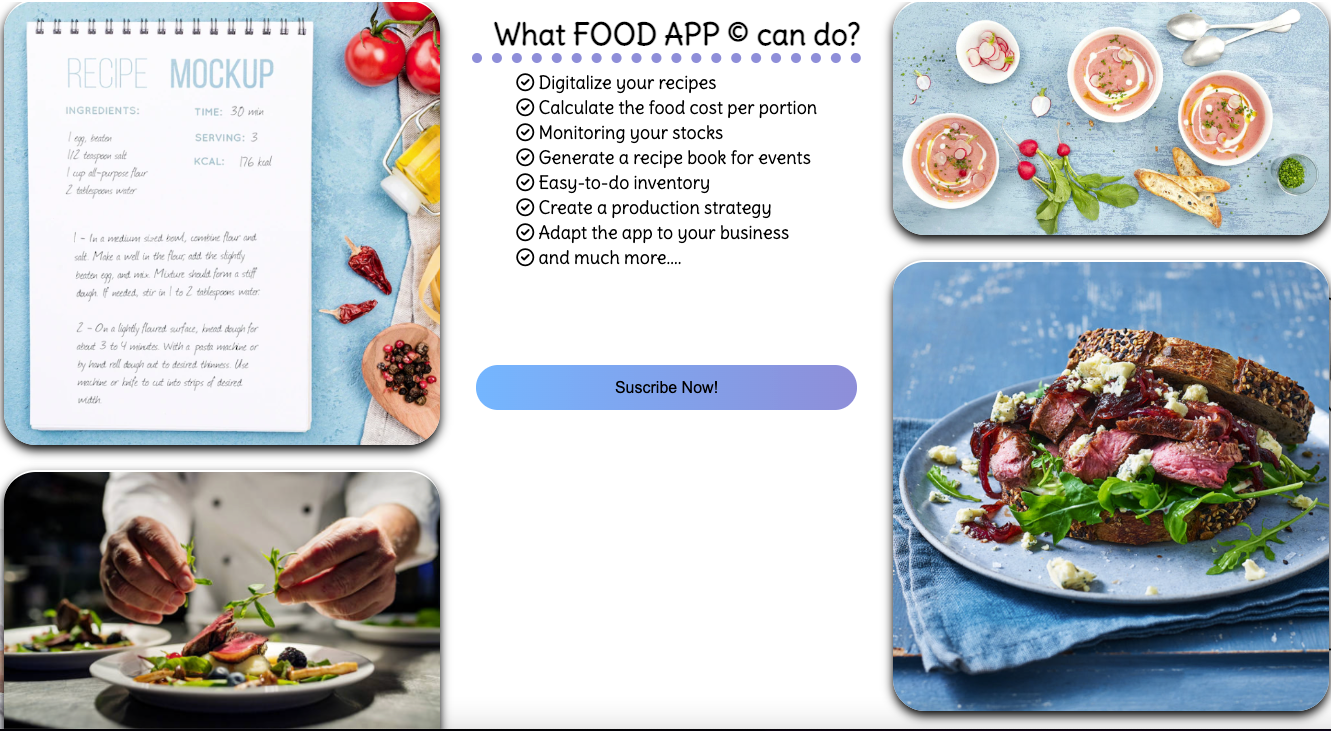 RECIPE MOCKUP
INGREDIENTS:
TIME: 30 min
1 egg, beaten
SERVING: 3
1/2 teaspoon salt
KCAL: 176 kcal
1 cup all-purpose flour
2 tablespoons water
1 - In a medium sized bowl, combine flour and
salt. Make a well in the flour, add the slightly
beaten egg, and mix. Mixture should form a stiff
dough. If needed, stir in 1 to 2 tablespoons water.
2 - On a lightly floured surface, knead dough for
about 3 to 4 minutes. With a pasta machine or
by hand roll dough out to desired thinness. Use
machine or knife to cut into strips of desired
width.
What FOOD APP © can do?
Digitalize your recipes
Calculate the food cost per portion
Monitoring your stocks
Generate a recipe book for events
Easy-to-do inventory
Create a production strategy
Adapt the app to your business
and much more....
Suscribe Now!